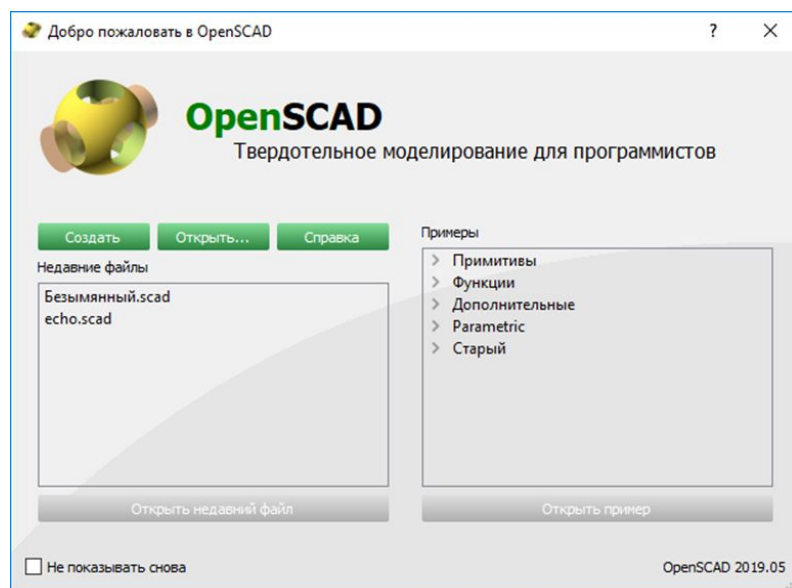 Добро пожаловать в OpenSCAD
?
OpenSCAD
Твердотельное моделирование для программистов
Создать
Открыть...
Справка
Недавние файлы
Безымянный.scad
echo.scad
Открыть недавний файл
Примеры
Примитивы
Функции
Дополнительные
Parametric
Старый
Открыть пример
Не показывать снова
OpenSCAD 2019.05